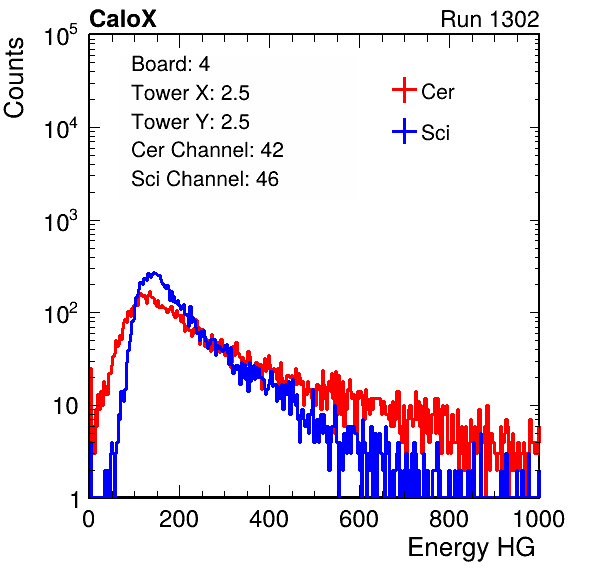 CaloX Run 1302
Counts
10^5
10^4
10^3
10^2
10
1
Board: 4
Tower X: 2.5
Tower Y: 2.5
Cer Channel: 42
Sci Channel: 46
Cer
Sci
0 200 400 600 800 1000
Energy HG